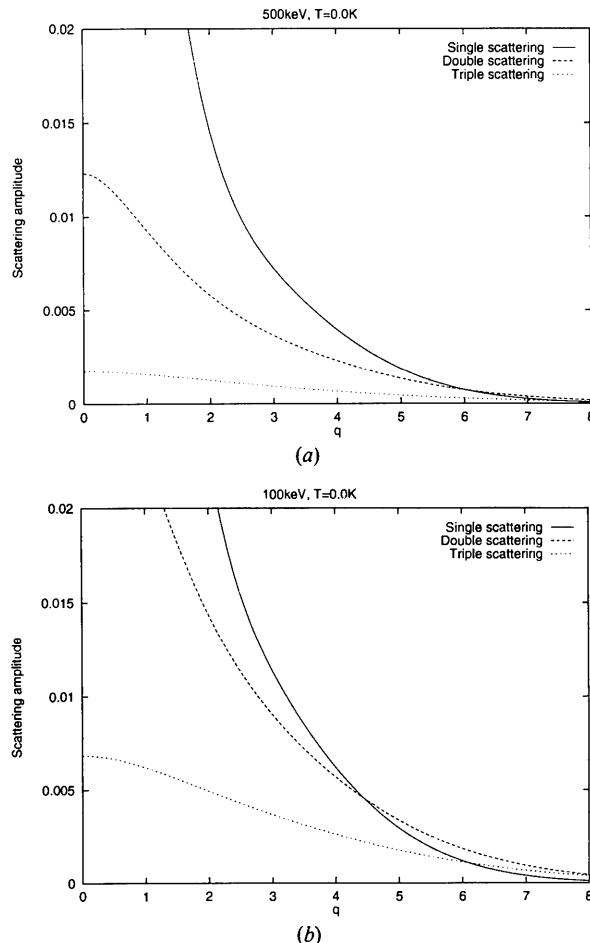 500keV, T=0.0K
0.02
0.015
0.01
0.005
0
Scattering amplitude
Single scattering
Double scattering
Triple scattering
0 1 2 3 4 5 6 7 8
q
(a)
100keV, T=0.0K
0.02
0.015
0.01
0.005
0
Scattering amplitude
Single scattering
Double scattering
Triple scattering
0 1 2 3 4 5 6 7 8
q
(b)